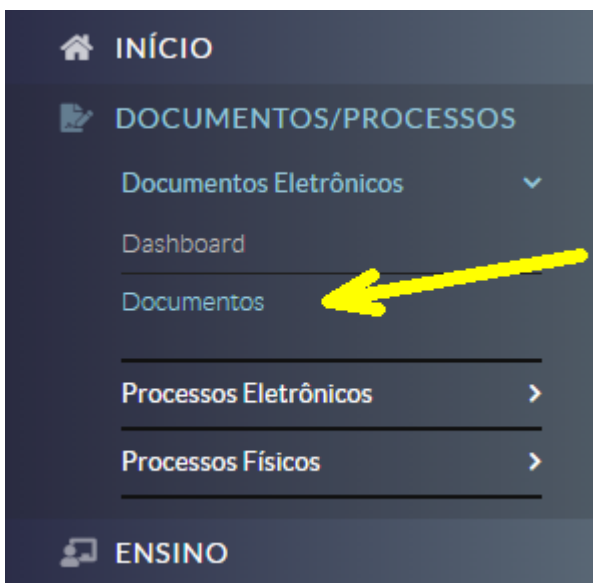 INÍCIO
DOCUMENTOS/PROCESSOS
Documentos Eletrônicos
Dashboard
Documentos
Processos Eletrônicos
Processos Físicos
ENSINO